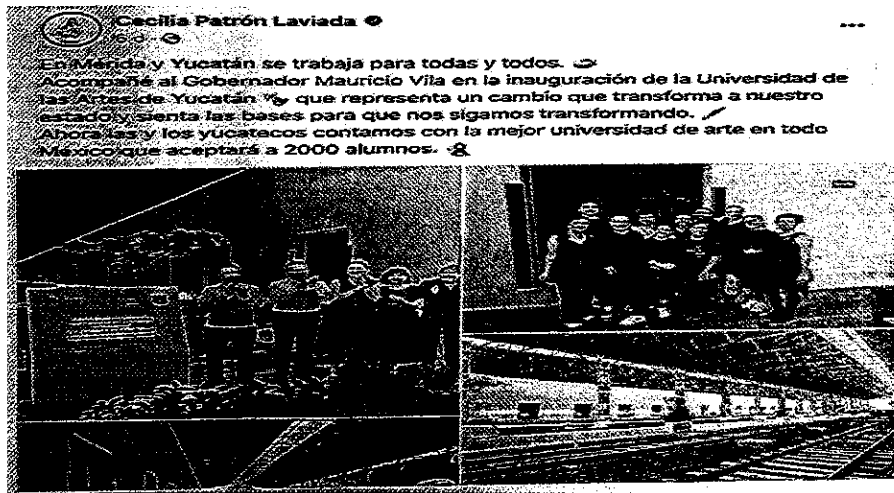 Cecilia Patrón Laviada
6 d
En Mérida y Yucatán se trabaja para todas y todos.
Acompañé al Gobernador Mauricio Vila en la inauguración de la Universidad de
las Artes de Yucatán que representa un cambio que transforma a nuestro
estado y sienta las bases para que nos sigamos transformando.
Ahora las y los yucatecos contamos con la mejor universidad de arte en todo
México que aceptará a 2000 alumnos.